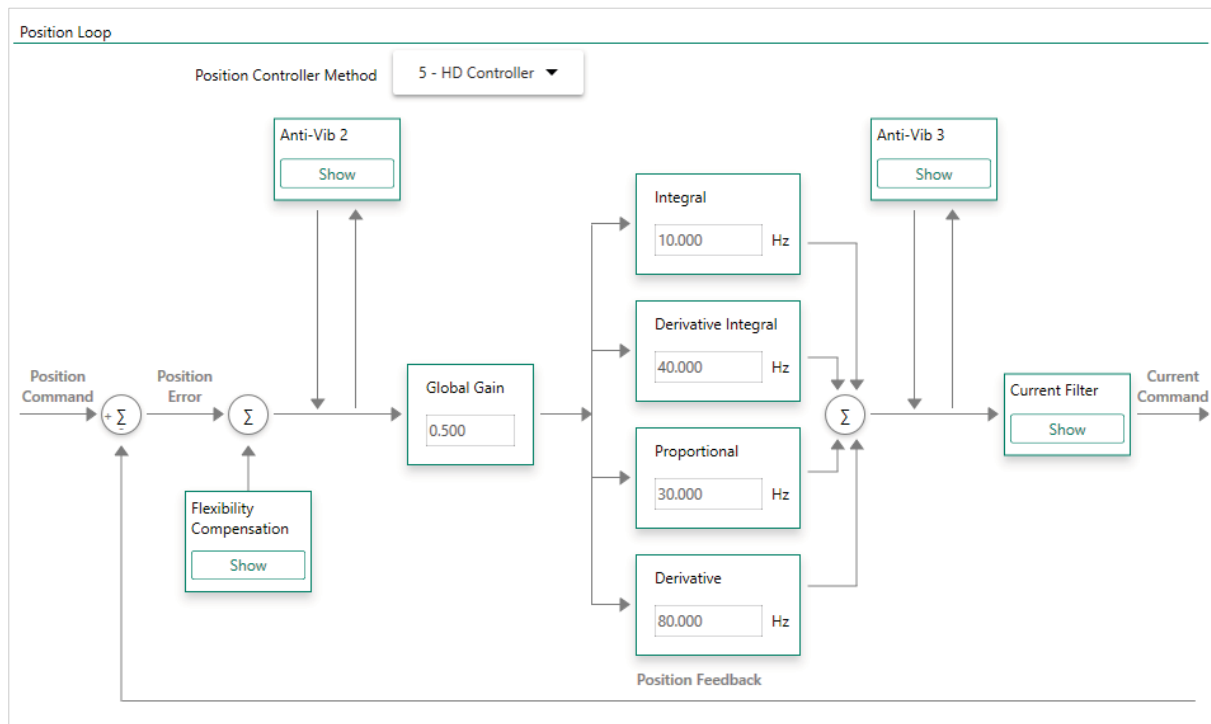 Position Loop
Position Controller Method
5 - HD Controller
Anti-Vib 2
Show
Anti-Vib 3
Show
Integral
10.000 Hz
Derivative Integral
40.000 Hz
Position
Command
Position
Error
+ Σ
-
Σ
Global Gain
0.500
Σ
Current Filter
Show
Current
Command
Proportional
30.000 Hz
Flexibility
Compensation
Show
Derivative
80.000 Hz
Position Feedback